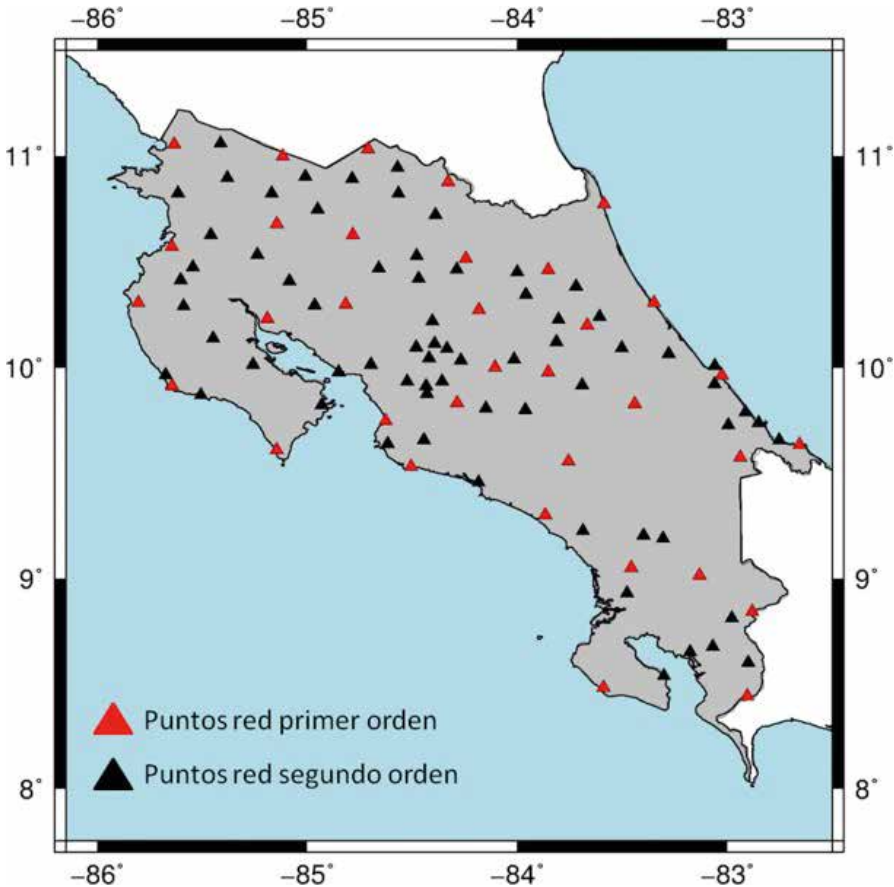 −86˚ −85˚ −84˚ −83˚
11˚ 11˚
10˚ 10˚
9˚ 9˚
Puntos red primer orden
Puntos red segundo orden
8˚ 8˚
−86˚ −85˚ −84˚ −83˚